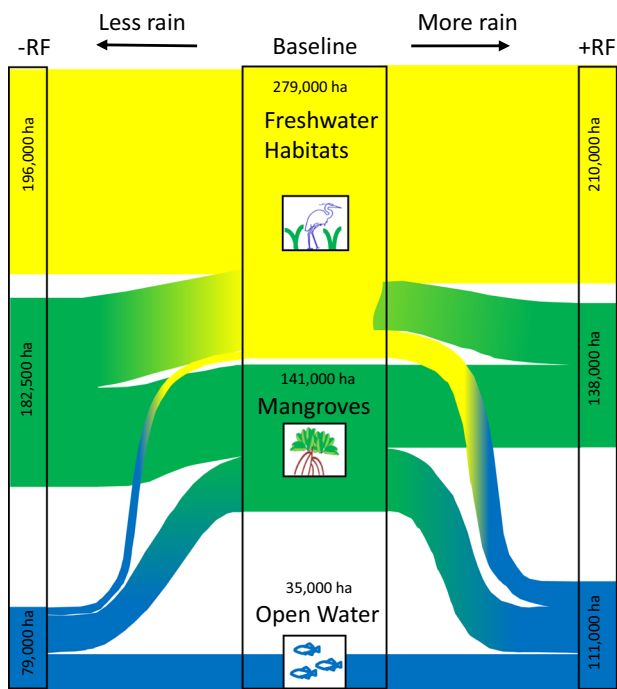 Less rain
More rain
-RF
Baseline
+RF
279,000 ha
Freshwater
Habitats
196,000 ha
210,000 ha
141,000 ha
Mangroves
182,500 ha
138,000 ha
35,000 ha
Open Water
79,000 ha
111,000 ha